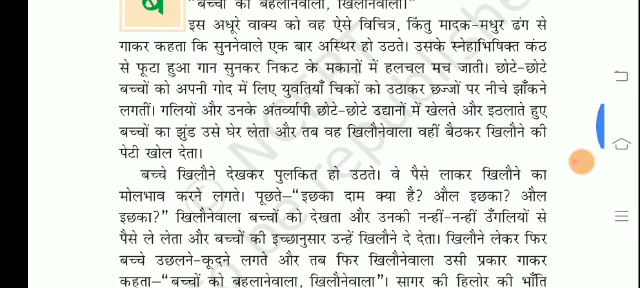 ब
“बच्चों को बहलानेवाला, खिलौनेवाला।”
इस अधूरे वाक्य को वह ऐसे विचित्र, किंतु मादक-मधुर ढंग से
गाकर कहता कि सुननेवाले एक बार अस्थिर हो उठते। उसके स्नेहाभिषिक्त कंठ
से फूटा हुआ गान सुनकर निकट के मकानों में हलचल मच जाती। छोटे-छोटे
बच्चों को अपनी गोद में लिए युवतियाँ चिकों को उठाकर छज्जों पर नीचे झाँकने
लगतीं। गलियों और उनके अंतर्व्यापी छोटे-छोटे उद्यानों में खेलते और इठलाते हुए
बच्चों का झुंड उसे घेर लेता और तब वह खिलौनेवाला वहीं बैठकर खिलौने की
पेटी खोल देता।
बच्चे खिलौने देखकर पुलकित हो उठते। वे पैसे लाकर खिलौने का
मोलभाव करने लगते। पूछते–“इछका दाम क्या है? औल इछका? औल
इछका?” खिलौनेवाला बच्चों को देखता और उनकी नन्हीं-नन्हीं उँगलियों से
पैसे ले लेता और बच्चों की इच्छानुसार उन्हें खिलौने दे देता। खिलौने लेकर फिर
बच्चे उछलने-कूदने लगते और तब फिर खिलौनेवाला उसी प्रकार गाकर
कहता–“बच्चों को बहलानेवाला, खिलौनेवाला”। सागर की हिलोर की भाँति
© NCERT
be republished